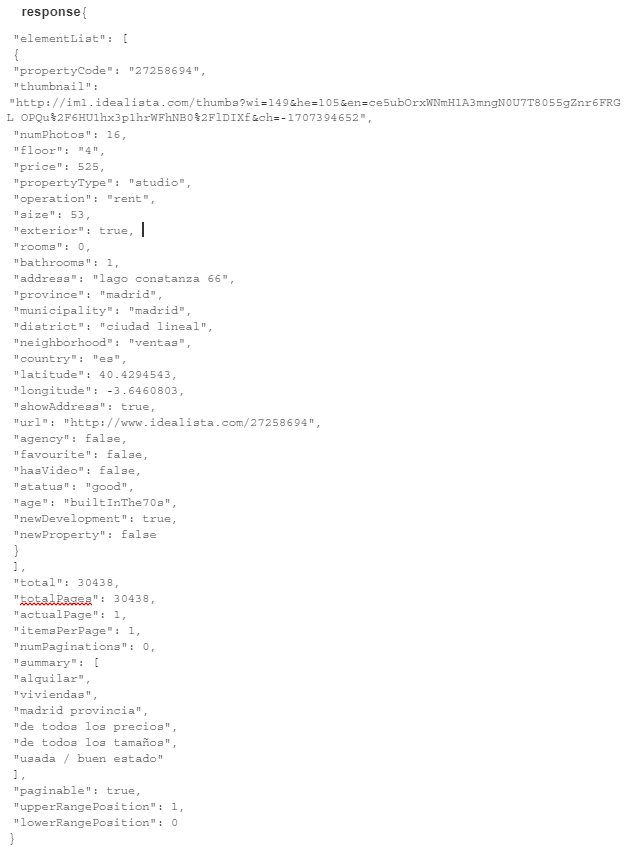 response{
"elementList": [
{
"propertyCode": "27258694",
"thumbnail":
"http://im1.idealista.com/thumbs?wi=149&he=105&en=ce5ubOrxWNmH1A3mngN0U7T8055gZnr6FRG
L OPQu%2F6HU1hx3p1hrWFhNB0%2FlDIXf&ch=-1707394652",
"numPhotos": 16,
"floor": "4",
"price": 525,
"propertyType": "studio",
"operation": "rent",
"size": 53,
"exterior": true,
"rooms": 0,
"bathrooms": 1,
"address": "lago constanza 66",
"province": "madrid",
"municipality": "madrid",
"district": "ciudad lineal",
"neighborhood": "ventas",
"country": "es",
"latitude": 40.4294543,
"longitude": -3.6460803,
"showAddress": true,
"url": "http://www.idealista.com/27258694",
"agency": false,
"favourite": false,
"hasVideo": false,
"status": "good",
"age": "builtInThe70s",
"newDevelopment": true,
"newProperty": false
}
],
"total": 30438,
"totalPages": 30438,
"actualPage": 1,
"itemsPerPage": 1,
"numPaginations": 0,
"summary": [
"alquilar",
"viviendas",
"madrid provincia",
"de todos los precios",
"de todos los tamaños",
"usada / buen estado"
],
"paginable": true,
"upperRangePosition": 1,
"lowerRangePosition": 0
}